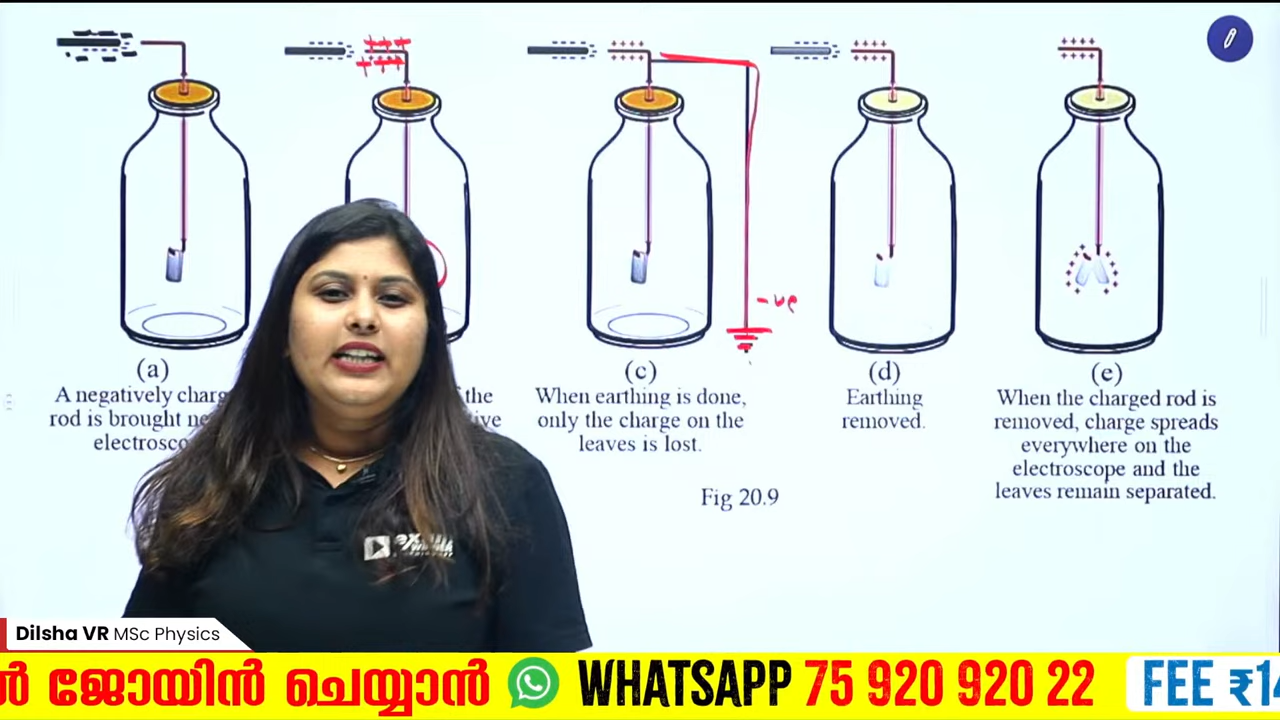 -ve
(a)
A negatively charg
rod is brought ne
electrosco
the
ive
(c)
When earthing is done,
only the charge on the
leaves is lost.
(d)
Earthing
removed.
(e)
When the charged rod is
removed, charge spreads
everywhere on the
electroscope and the
leaves remain separated.
Fig 20.9
Dilsha VR MSc Physics
ൽ ജോയിൻ ചെയ്യാൻ WHATSAPP 75 920 920 22 FEE ₹1